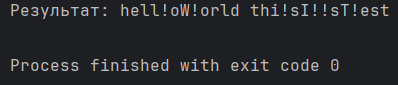 Результат: hell!oW!orld thi!sI!!sT!est
Process finished with exit code 0